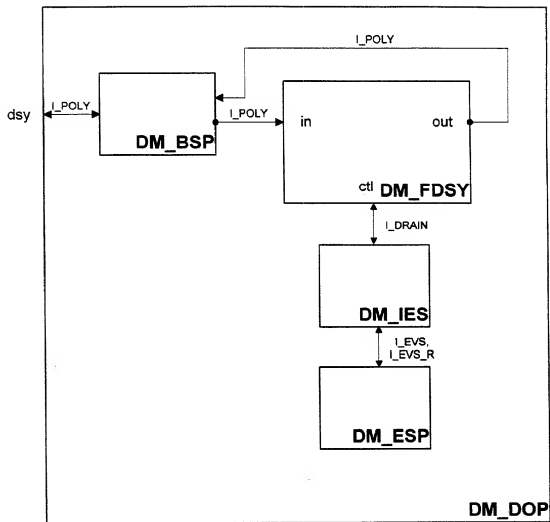 I_POLY
dsy
I_POLY
I_POLY
in
out
DM_BSP
ctl
DM_FDSY
I_DRAIN
DM_IES
I_EVS,
I_EVS_R
DM_ESP
DM_DOP